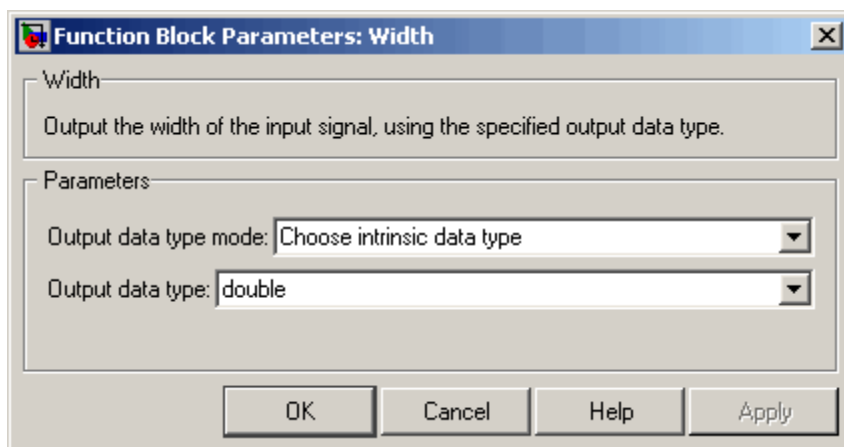 Function Block Parameters: Width
Width
Output the width of the input signal, using the specified output data type.
Parameters
Output data type mode: Choose intrinsic data type
Output data type: double
OK Cancel Help Apply